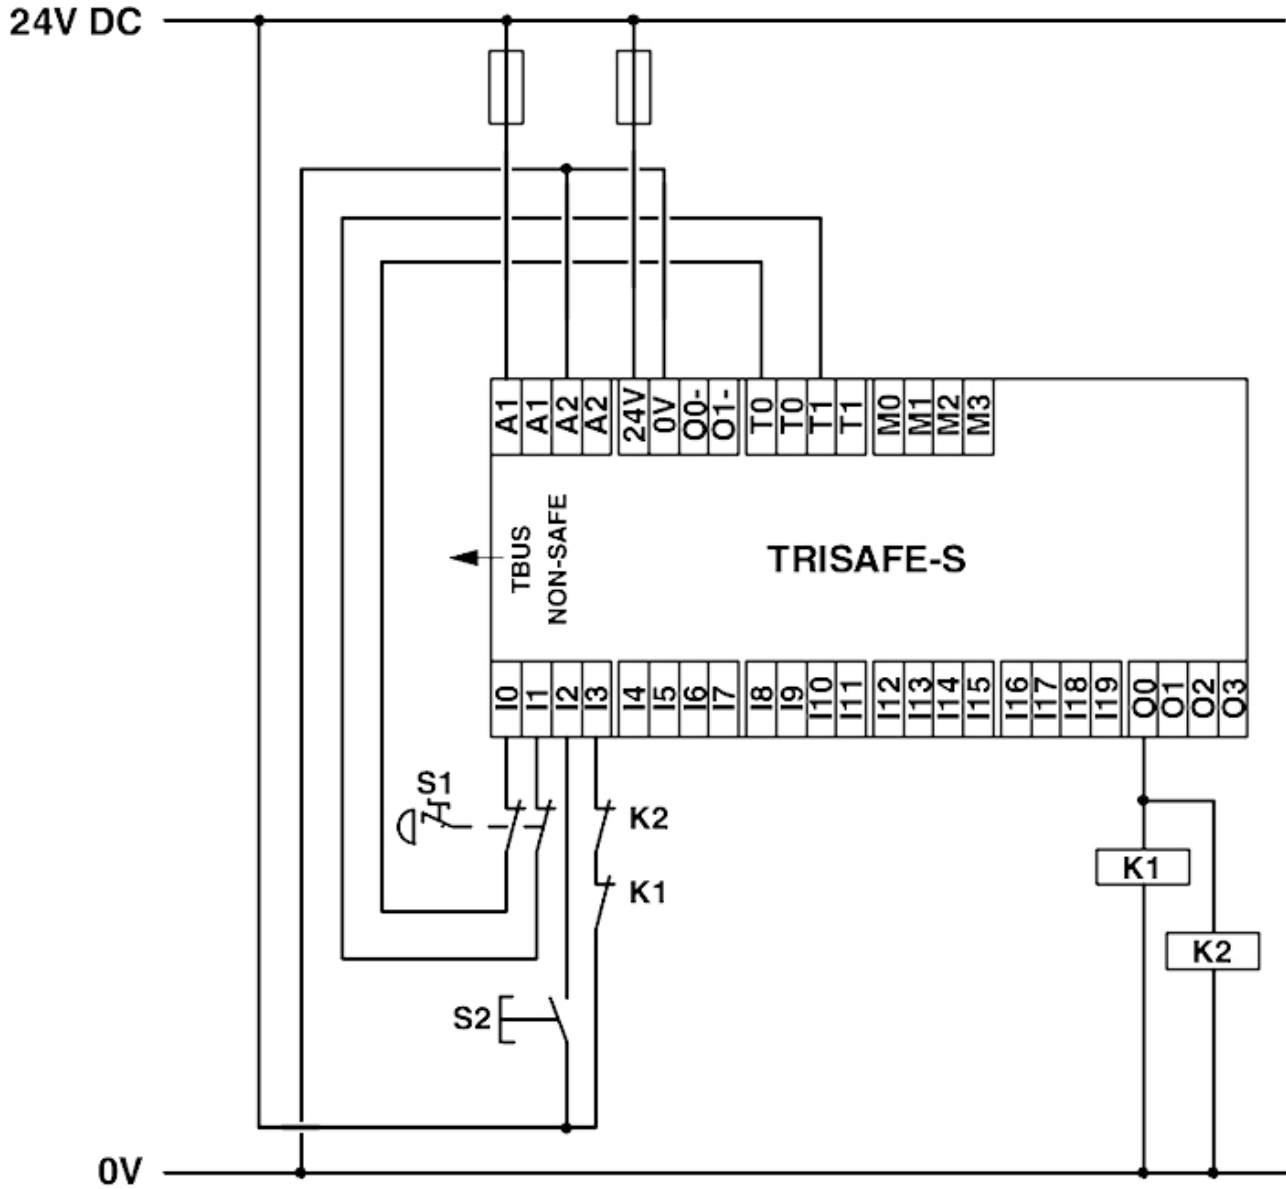 24V DC
A1 A1 A2 A2 24V 0V O0- O1- T0 T0 T1 T1 M0 M1 M2 M3
TBUS
NON-SAFE
TRISAFE-S
I0 I1 I2 I3 I4 I5 I6 I7 I8 I9 I10 I11 I12 I13 I14 I15 I16 I17 I18 I19 O0 O1 O2 O3
S1
K2
K1
K1
K2
S2
0V